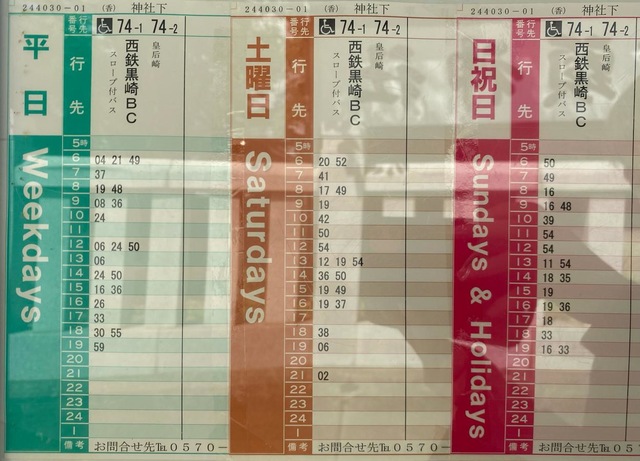 244030-01 (香) 神社下
平日
Weekdays
行先番号 74-1 74-2
行先
西鉄黒崎BC
スロープ付バス
皇后崎
5時
6 04 21 49
7 37
8 19 48
9 08 36
10 24
11
12 06 24 50
13 06
14 24 50
15 16 36
16 26
17 33
18 30 55
19 59
20
21
22
23
24
1
備考 お問合せ先℡0570-
244030-01 (香) 神社下
土曜日
Saturdays
行先番号 74-1 74-2
行先
西鉄黒崎BC
スロープ付バス
皇后崎
5時
6 20 52
7 41
8 17 49
9 19
10 42
11 50
12 54
13 12 19 54
14 36 50
15 19 49
16 19 37
17
18 38
19 06
20
21 02
22
23
24
1
備考 お問合せ先℡0570-
244030-01 (香) 神社下
日祝日
Sundays & Holidays
行先番号 74-1 74-2
行先
西鉄黒崎BC
スロープ付バス
皇后崎
5時
6 50
7 49
8 16
9 16 48
10 39
11 54
12 54
13 11 54
14 18 35
15 19
16 19 36
17 18
18 33
19 16 33
20
21
22
23
24
1
備考 お問合せ先℡057